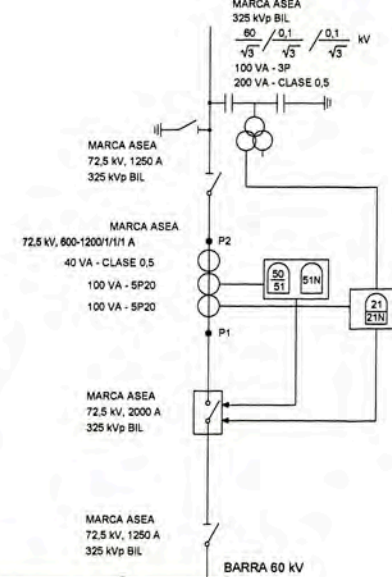 MARCA ASEA
325 kVp BIL
60/√3 / 0,1/√3 / 0,1/√3 kV
100 VA - 3P
200 VA - CLASE 0,5
MARCA ASEA
72,5 kV, 1250 A
325 kVp BIL
MARCA ASEA
72,5 kV, 600-1200/1/1/1 A
P2
40 VA - CLASE 0,5
100 VA - 5P20
100 VA - 5P20
50
51
51N
21
21N
P1
MARCA ASEA
72,5 kV, 2000 A
325 kVp BIL
MARCA ASEA
72,5 kV, 1250 A
325 kVp BIL
BARRA 60 kV